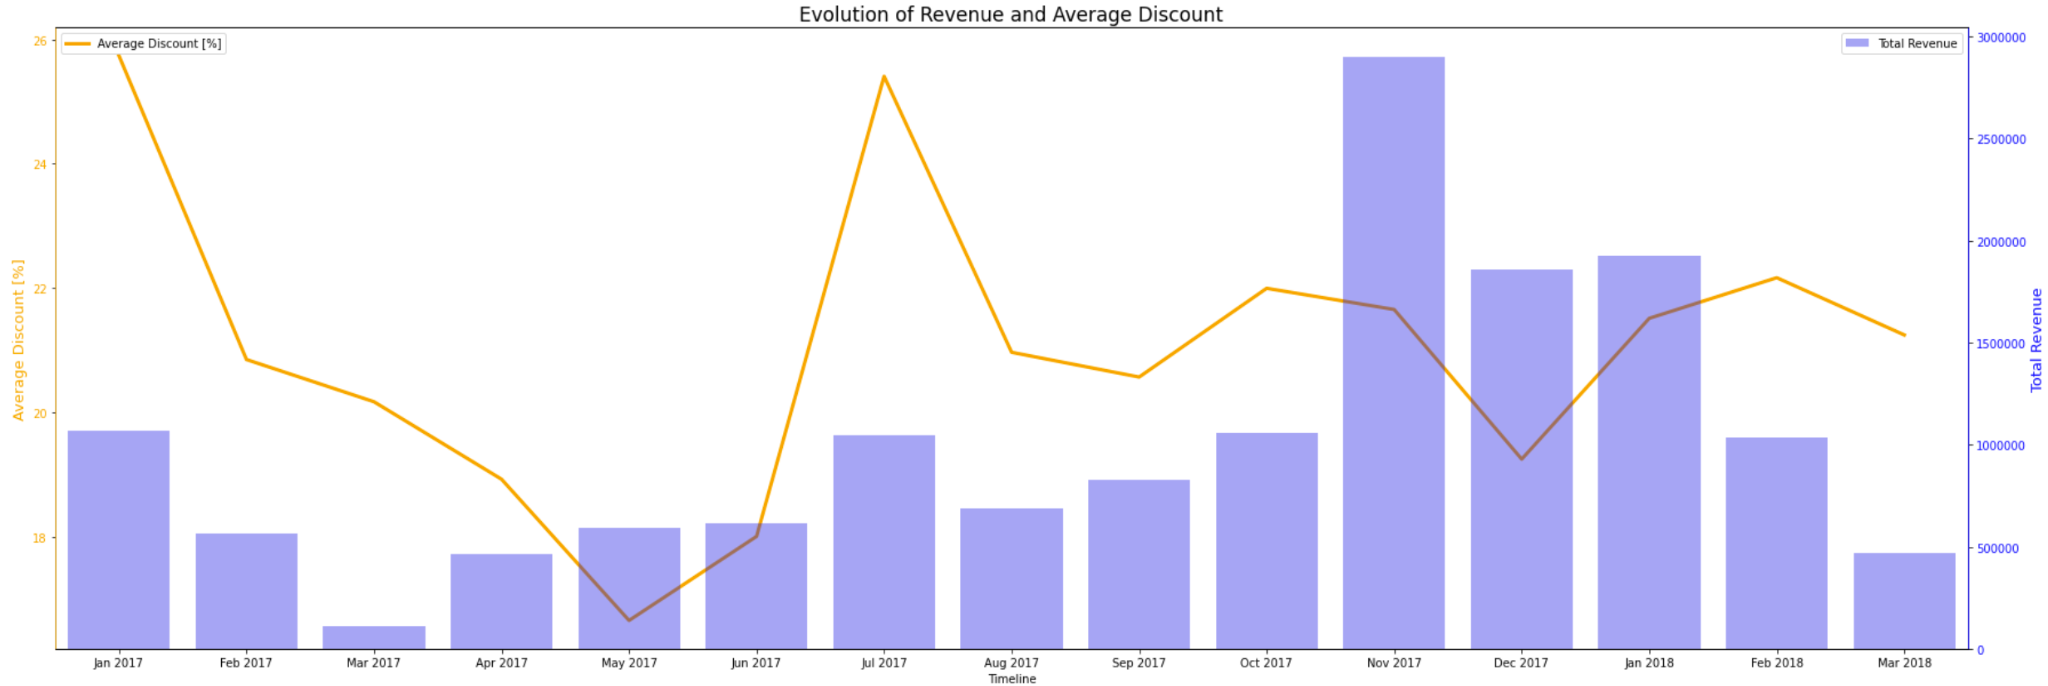 Evolution of Revenue and Average Discount
Average Discount [%]
Total Revenue
26
24
22
20
18
Average Discount [%]
3000000
2500000
2000000
1500000
1000000
500000
0
Total Revenue
Jan 2017 Feb 2017 Mar 2017 Apr 2017 May 2017 Jun 2017 Jul 2017 Aug 2017 Sep 2017 Oct 2017 Nov 2017 Dec 2017 Jan 2018 Feb 2018 Mar 2018
Timeline